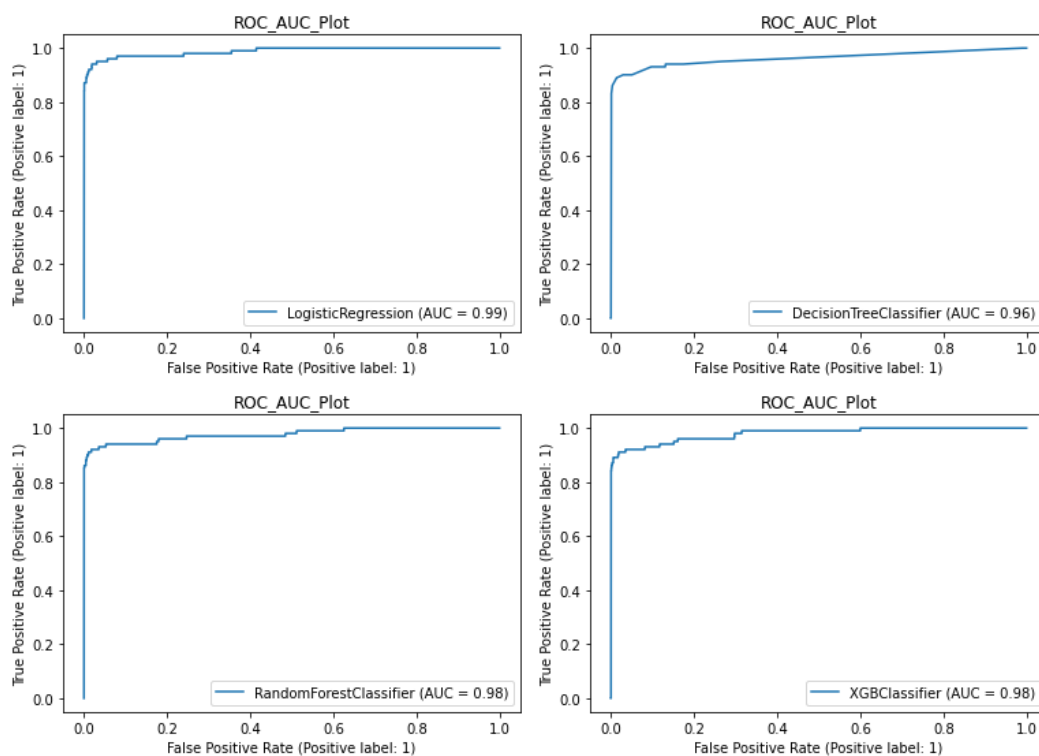 ROC_AUC_Plot
True Positive Rate (Positive label: 1)
1.0
0.8
0.6
0.4
0.2
0.0
LogisticRegression (AUC = 0.99)
0.0 0.2 0.4 0.6 0.8 1.0
False Positive Rate (Positive label: 1)
ROC_AUC_Plot
True Positive Rate (Positive label: 1)
1.0
0.8
0.6
0.4
0.2
0.0
DecisionTreeClassifier (AUC = 0.96)
0.0 0.2 0.4 0.6 0.8 1.0
False Positive Rate (Positive label: 1)
ROC_AUC_Plot
True Positive Rate (Positive label: 1)
1.0
0.8
0.6
0.4
0.2
0.0
RandomForestClassifier (AUC = 0.98)
0.0 0.2 0.4 0.6 0.8 1.0
False Positive Rate (Positive label: 1)
ROC_AUC_Plot
True Positive Rate (Positive label: 1)
1.0
0.8
0.6
0.4
0.2
0.0
XGBClassifier (AUC = 0.98)
0.0 0.2 0.4 0.6 0.8 1.0
False Positive Rate (Positive label: 1)